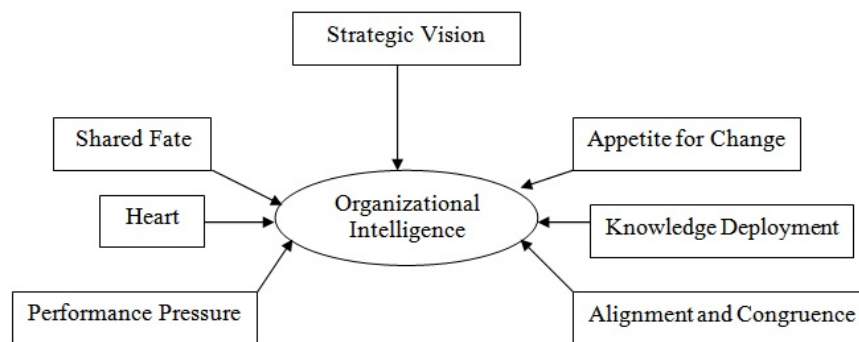 Strategic Vision
Shared Fate
Appetite for Change
Organizational
Intelligence
Heart
Knowledge Deployment
Performance Pressure
Alignment and Congruence